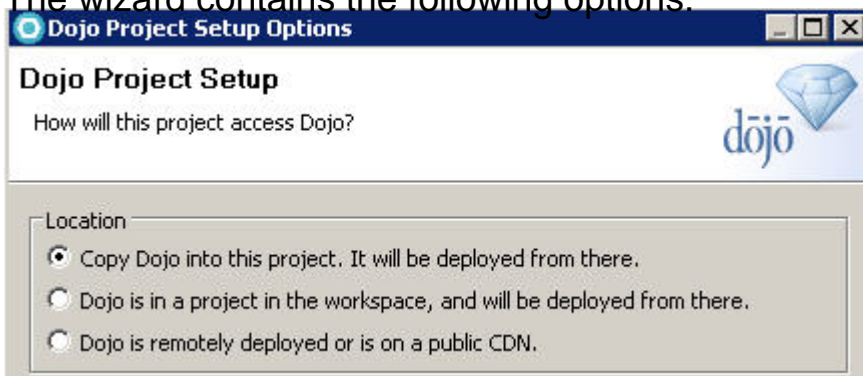 The wizard contains the following options:
Dojo Project Setup Options
Dojo Project Setup
How will this project access Dojo?
dōjō
Location
Copy Dojo into this project. It will be deployed from there.
Dojo is in a project in the workspace, and will be deployed from there.
Dojo is remotely deployed or is on a public CDN.